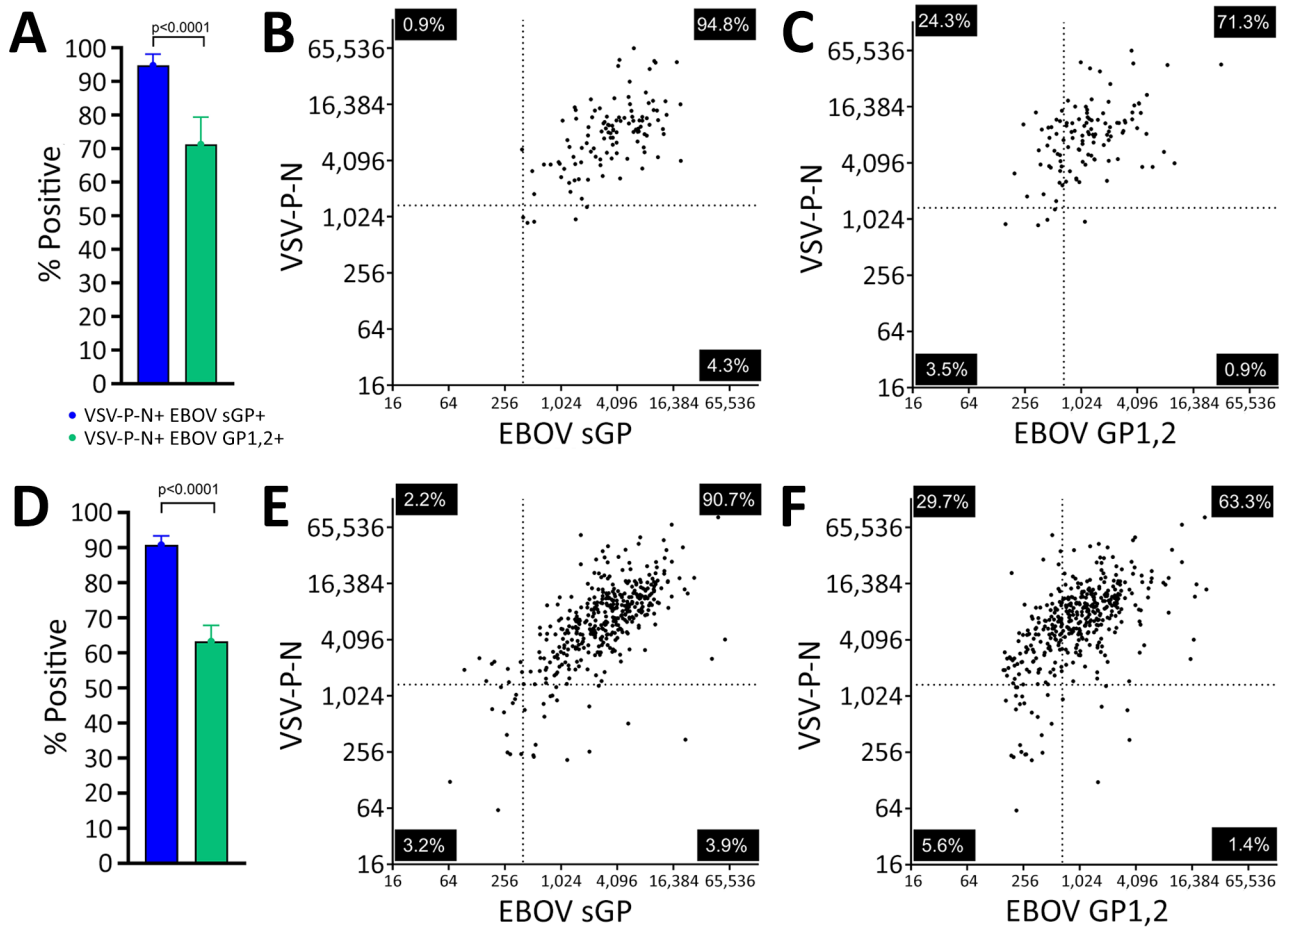 A
p<0.0001
% Positive
100
90
80
70
60
50
40
30
20
10
0
VSV-P-N+ EBOV sGP+
VSV-P-N+ EBOV GP1,2+
B
0.9%
94.8%
VSV-P-N
65,536
16,384
4,096
1,024
256
64
16
4.3%
16 64 256 1,024 4,096 16,384 65,536
EBOV sGP
C
24.3%
71.3%
VSV-P-N
65,536
16,384
4,096
1,024
256
64
16
3.5%
0.9%
16 64 256 1,024 4,096 16,384 65,536
EBOV GP1,2
D
p<0.0001
% Positive
100
90
80
70
60
50
40
30
20
10
0
E
2.2%
90.7%
VSV-P-N
65,536
16,384
4,096
1,024
256
64
16
3.2%
3.9%
16 64 256 1,024 4,096 16,384 65,536
EBOV sGP
F
29.7%
63.3%
VSV-P-N
65,536
16,384
4,096
1,024
256
64
16
5.6%
1.4%
16 64 256 1,024 4,096 16,384 65,536
EBOV GP1,2